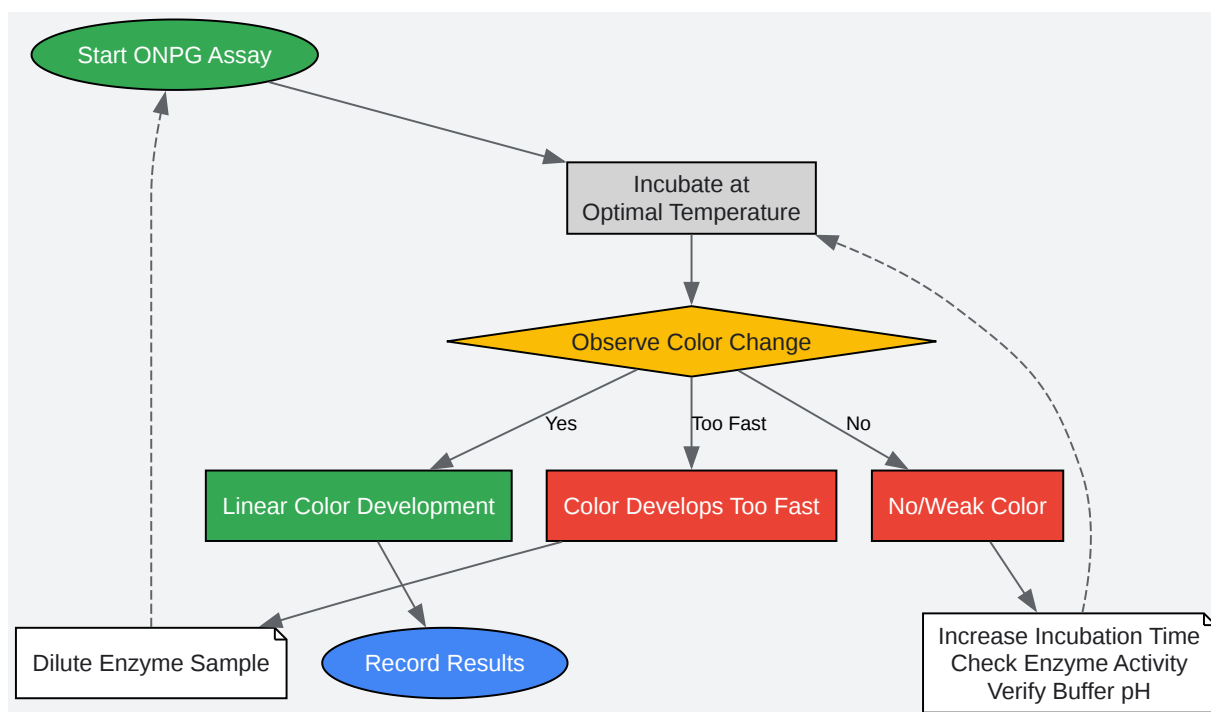 Start ONPG Assay
Incubate at
Optimal Temperature
Observe Color Change
Yes
Too Fast
No
Linear Color Development
Color Develops Too Fast
No/Weak Color
Dilute Enzyme Sample
Record Results
Increase Incubation Time
Check Enzyme Activity
Verify Buffer pH